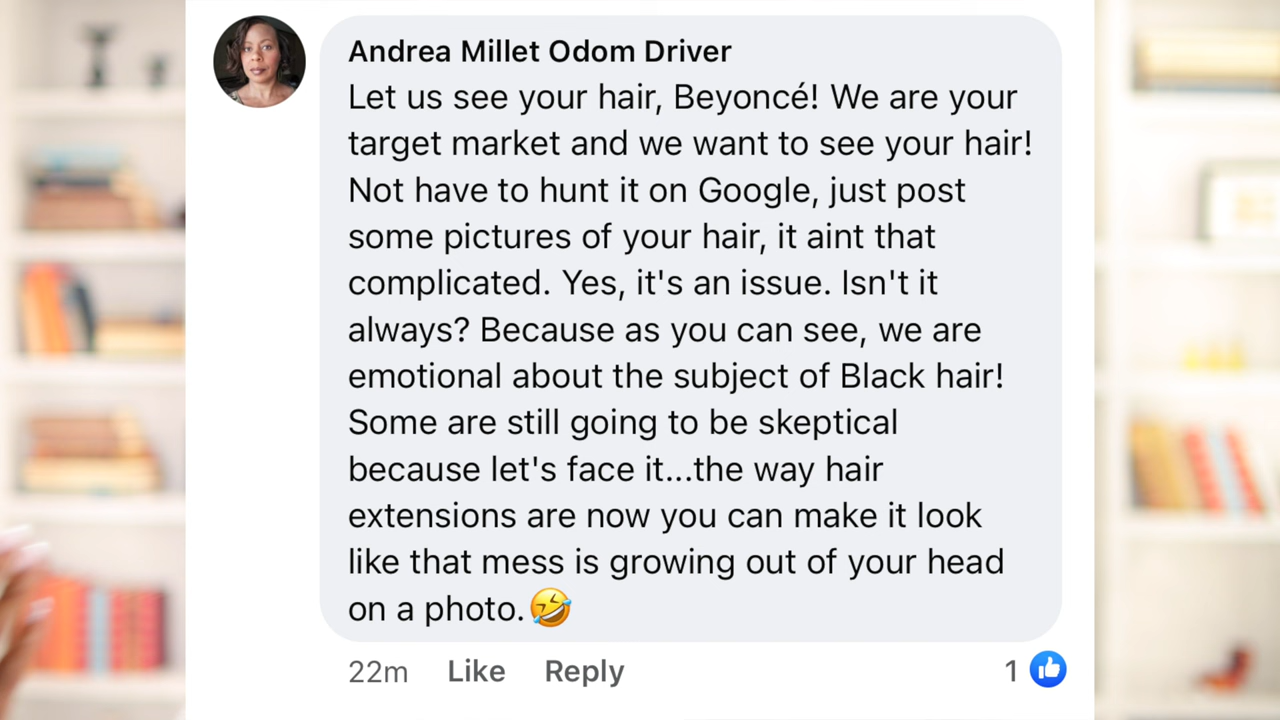 Andrea Millet Odom Driver
Let us see your hair, Beyoncé! We are your
target market and we want to see your hair!
Not have to hunt it on Google, just post
some pictures of your hair, it aint that
complicated. Yes, it's an issue. Isn't it
always? Because as you can see, we are
emotional about the subject of Black hair!
Some are still going to be skeptical
because let's face it...the way hair
extensions are now you can make it look
like that mess is growing out of your head
on a photo.🤣
22m Like Reply 1